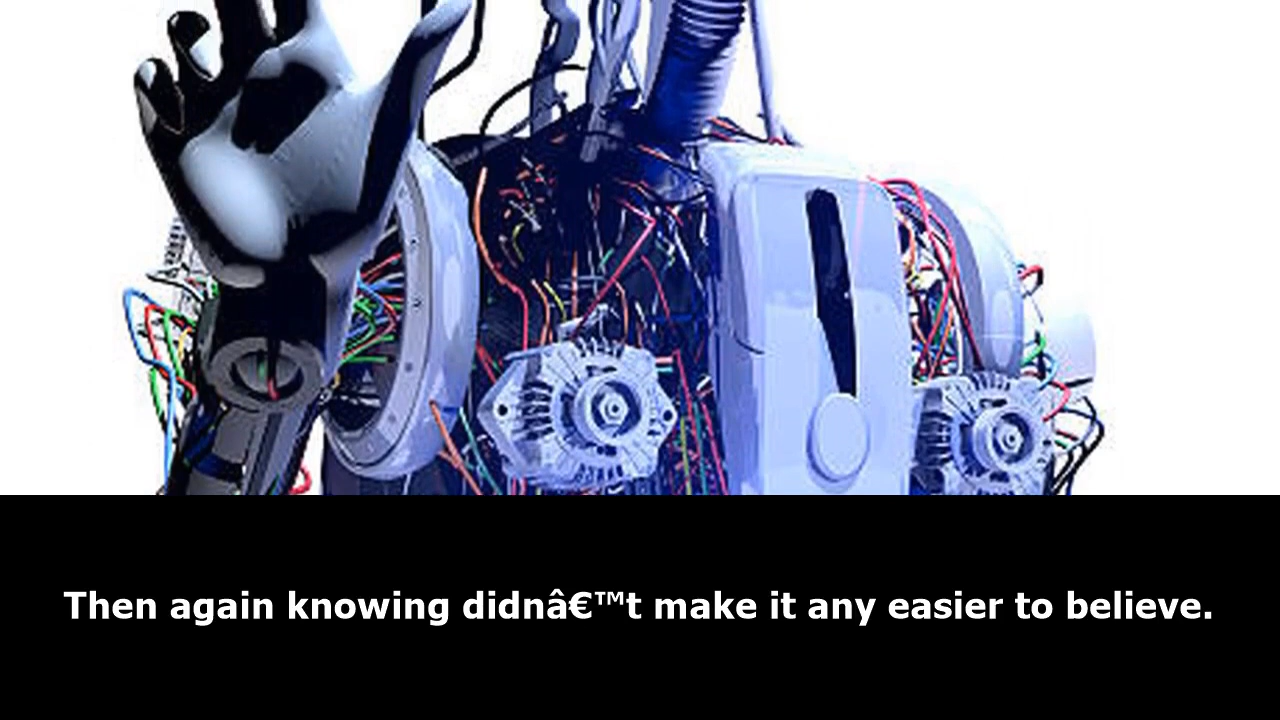 Then again knowing didnâ€™t make it any easier to believe.